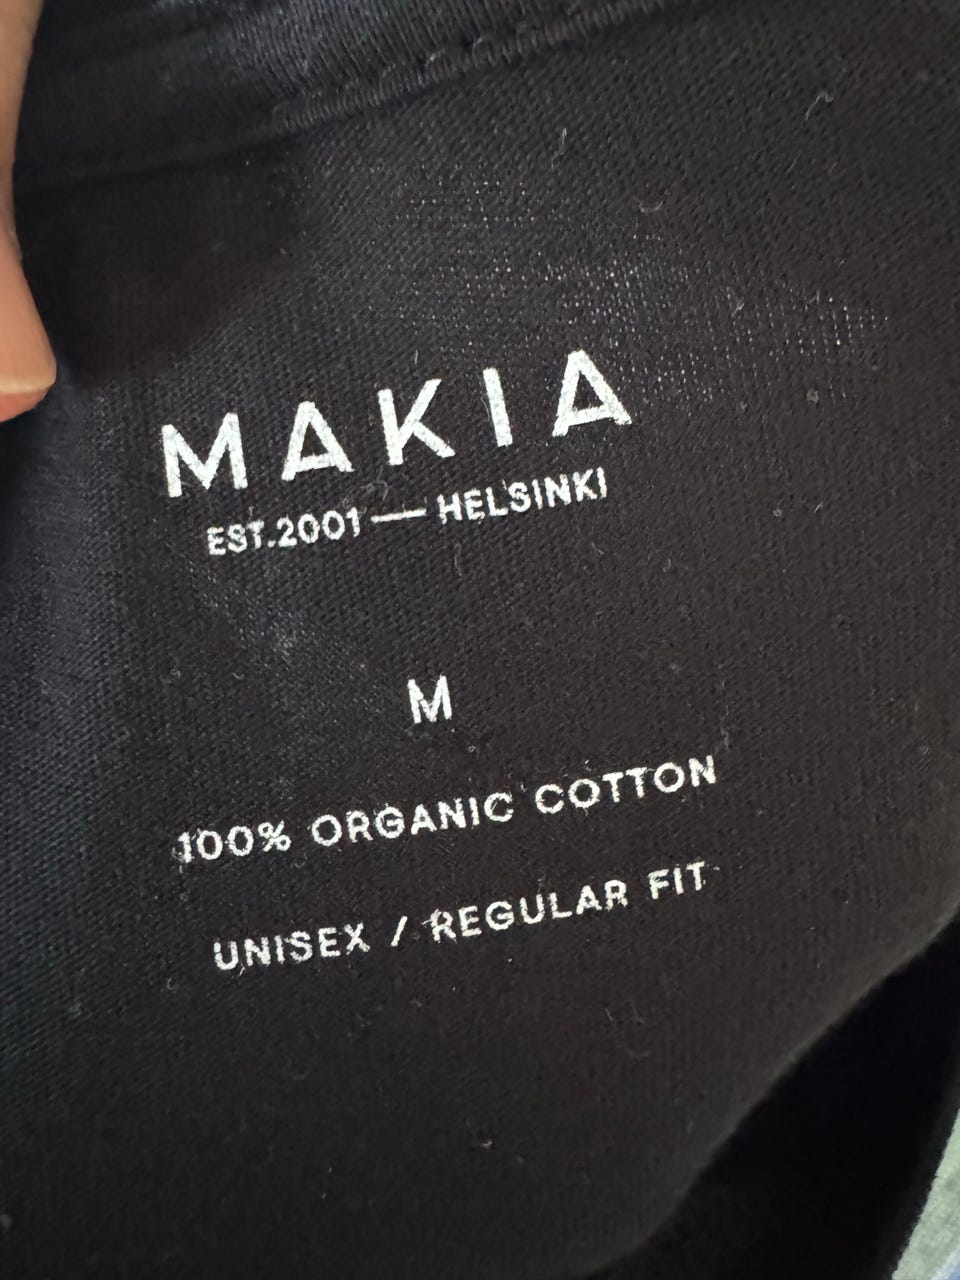 MAKIA
EST.2001 — HELSINKI
M
100% ORGANIC COTTON
UNISEX / REGULAR FIT